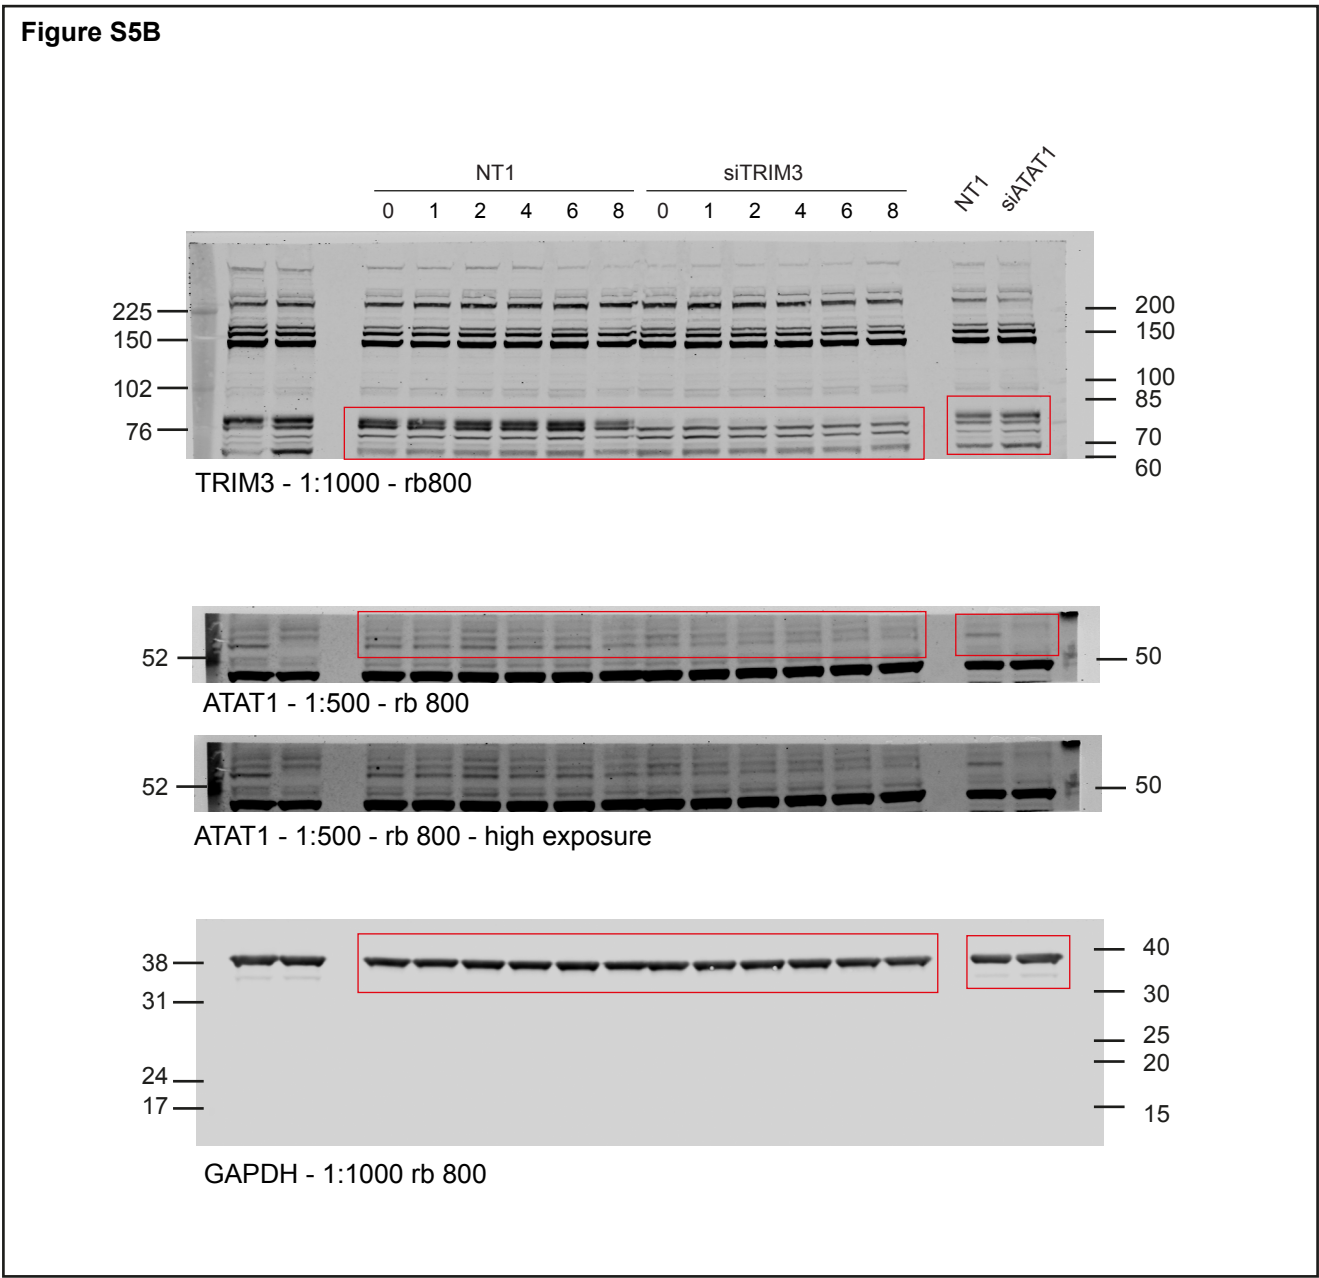 Figure S5B
NT1 siTRIM3 NT1 siATAT1
0 1 2 4 6 8 0 1 2 4 6 8
225 200
150 150
102 100
85
76 70
60
TRIM3 - 1:1000 - rb800
52 50
ATAT1 - 1:500 - rb 800
52 50
ATAT1 - 1:500 - rb 800 - high exposure
38 40
31 30
25
24 20
17 15
GAPDH - 1:1000 rb 800